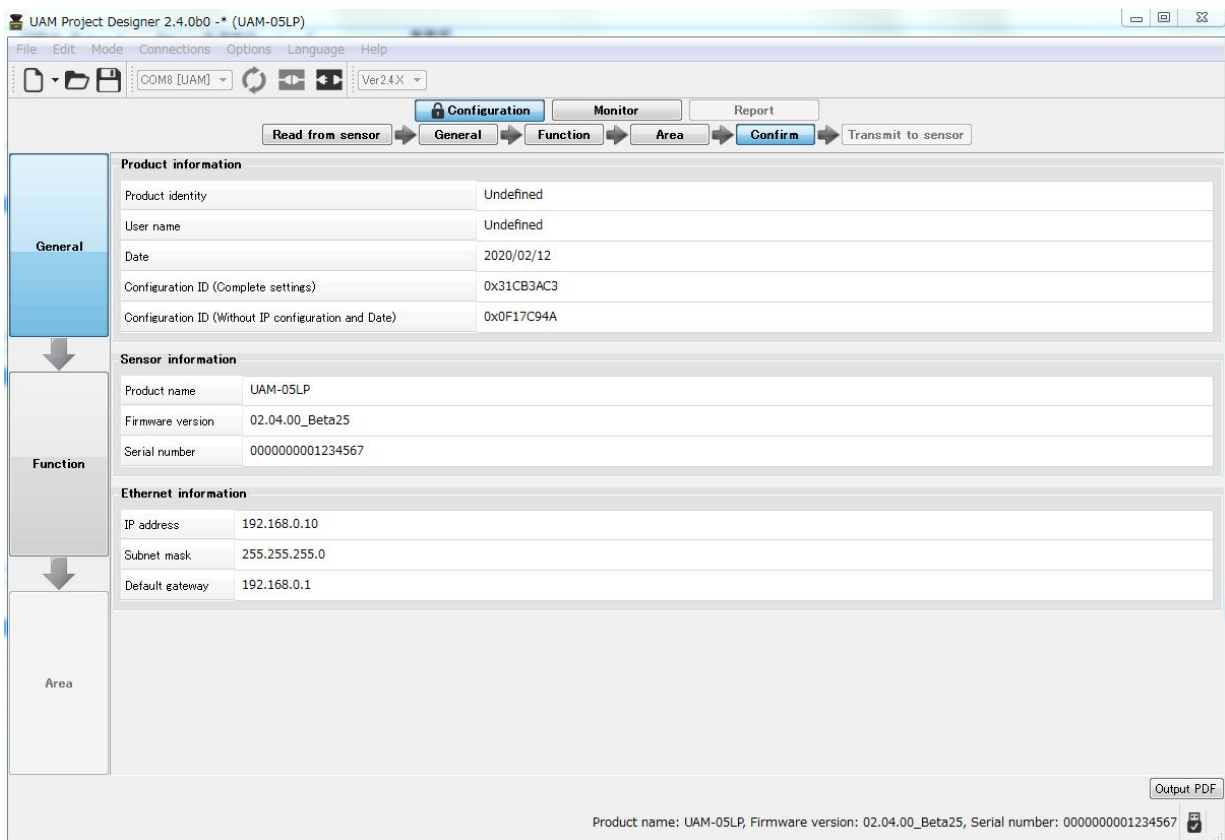 UAM Project Designer 2.4.0b0 -* (UAM-05LP)
File Edit Mode Connections Options Language Help
COM8 [UAM] Ver2.4.X
Configuration Monitor Report
Read from sensor General Function Area Confirm Transmit to sensor
General
Function
Area
Product information
Product identity Undefined
User name Undefined
Date 2020/02/12
Configuration ID (Complete settings) 0x31CB3AC3
Configuration ID (Without IP configuration and Date) 0x0F17C94A
Sensor information
Product name UAM-05LP
Firmware version 02.04.00_Beta25
Serial number 0000000001234567
Ethernet information
IP address 192.168.0.10
Subnet mask 255.255.255.0
Default gateway 192.168.0.1
Output PDF
Product name: UAM-05LP, Firmware version: 02.04.00_Beta25, Serial number: 0000000001234567